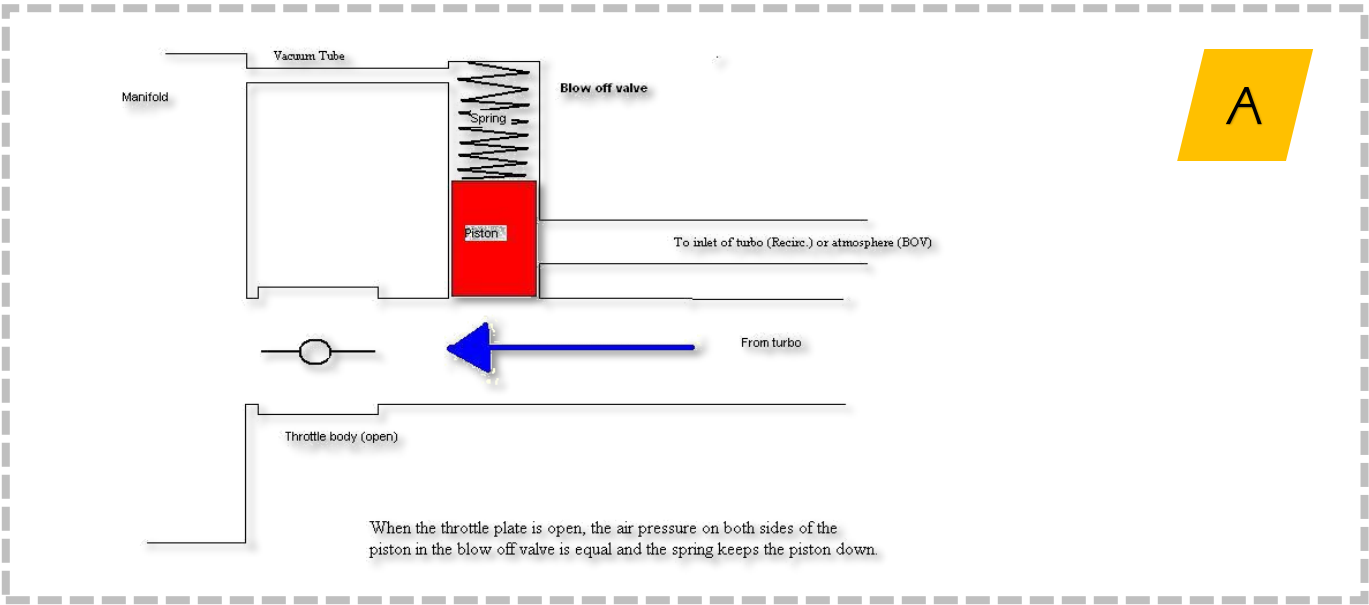 Vacuum Tube
Manifold
Blow off valve
A
Spring
Piston
To inlet of turbo (Recirc.) or atmosphere (BOV)
From turbo
Throttle body (open)
When the throttle plate is open, the air pressure on both sides of the
piston in the blow off valve is equal and the spring keeps the piston down.